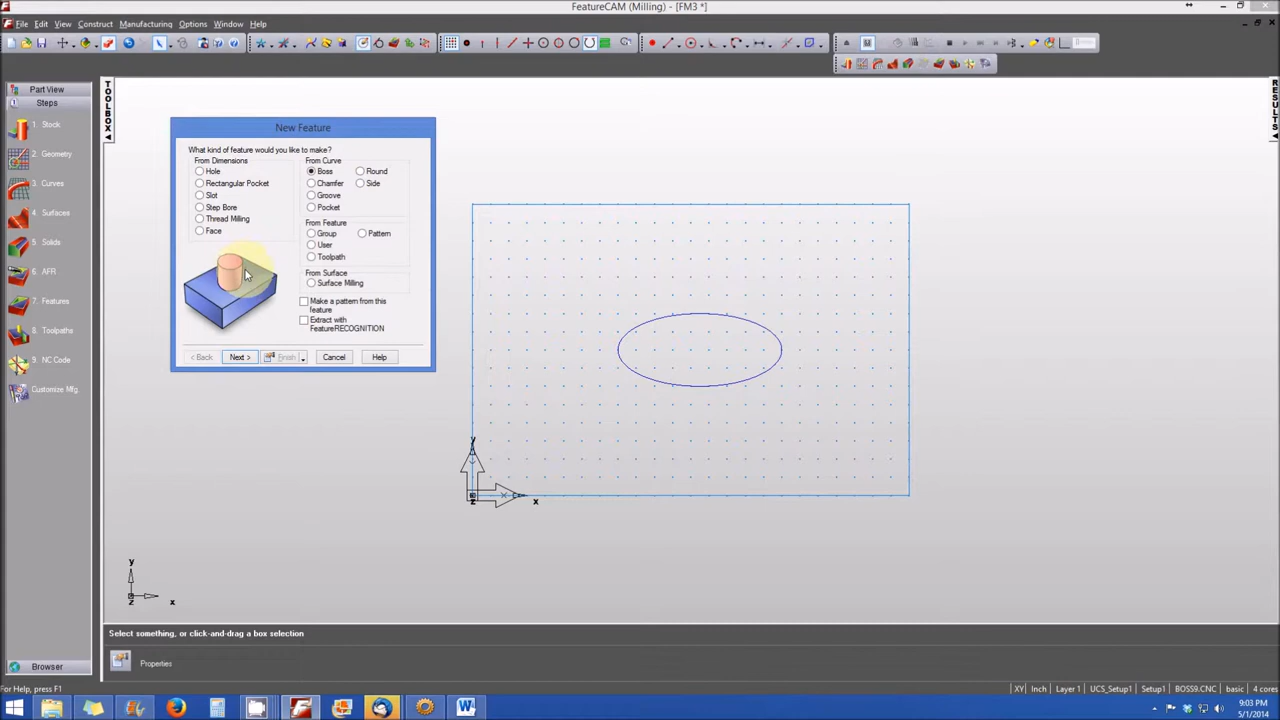 FeatureCAM (Milling) - [FM3 *]
File Edit View Construct Manufacturing Options Window Help
Part View
Steps
1. Stock
2. Geometry
3. Curves
4. Surfaces
5. Solids
6. AFR
7. Features
8. Toolpaths
9. NC Code
Customize Mfg.
Browser
TOOLBOX
RESULTS
New Feature
What kind of feature would you like to make?
From Dimensions
Hole
Rectangular Pocket
Slot
Step Bore
Thread Milling
Face
From Curve
Boss Round
Chamfer Side
Groove
Pocket
From Feature
Group Pattern
User
Toolpath
From Surface
Surface Milling
Make a pattern from this
feature
Extract with
FeatureRECOGNITION
< Back Next > Finish Cancel Help
y
x
z
y
x
z
Select something, or click-and-drag a box selection
Properties
For Help, press F1
XY Inch Layer 1 UCS_Setup1 Setup1 BOSS9.CNC basic 4 cores
9:03 PM
5/1/2014